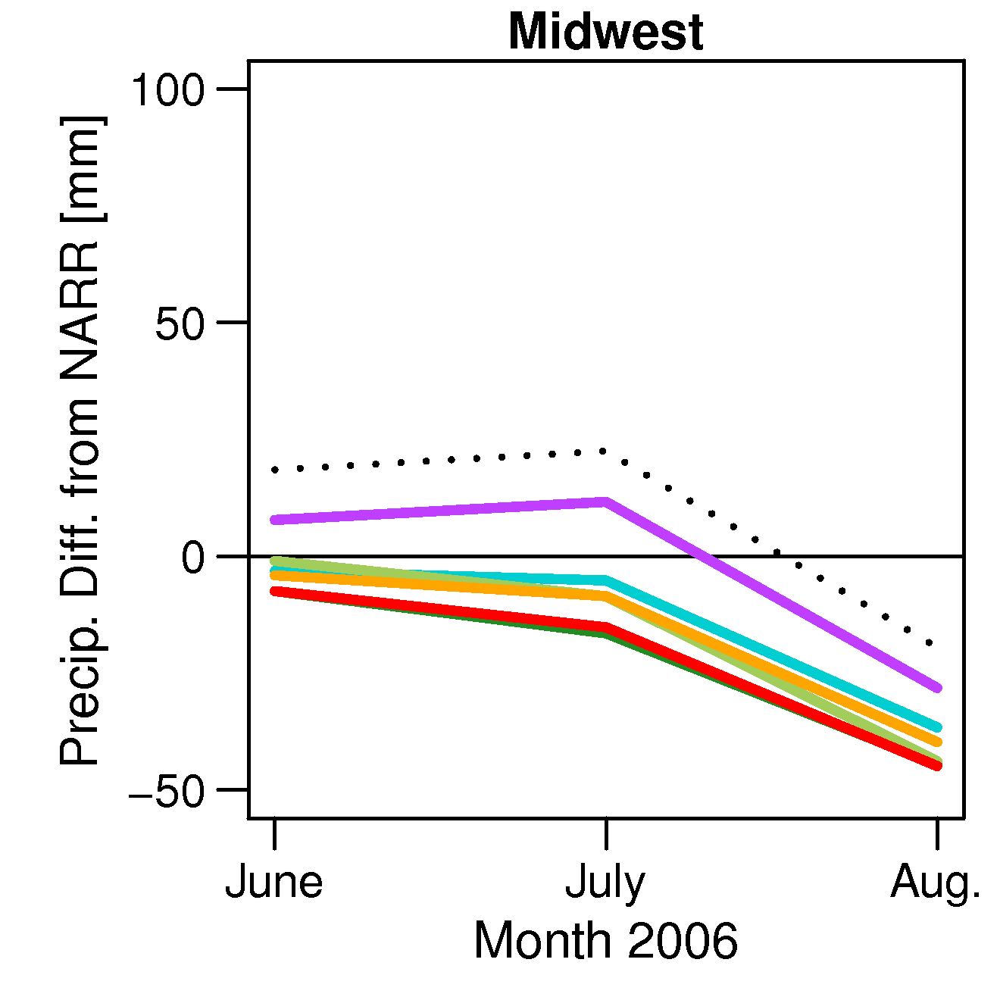 Midwest
Precip. Diff. from NARR [mm]
100
50
0
−50
June
July
Aug.
Month 2006